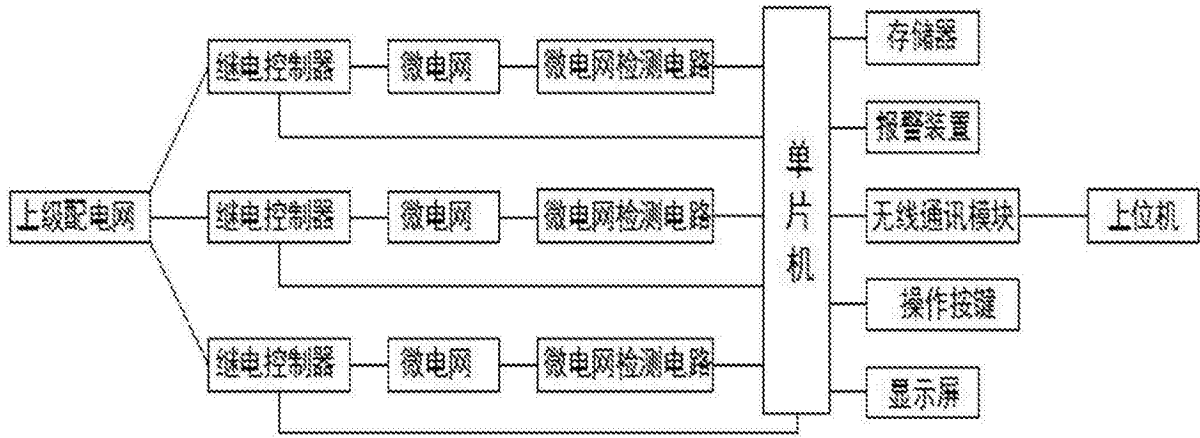 存储器
继电控制器
微电网
微电网检测电路
报警装置
单片机
上级配电网
继电控制器
微电网
微电网检测电路
无线通讯模块
上位机
操作按键
继电控制器
微电网
微电网检测电路
显示屏